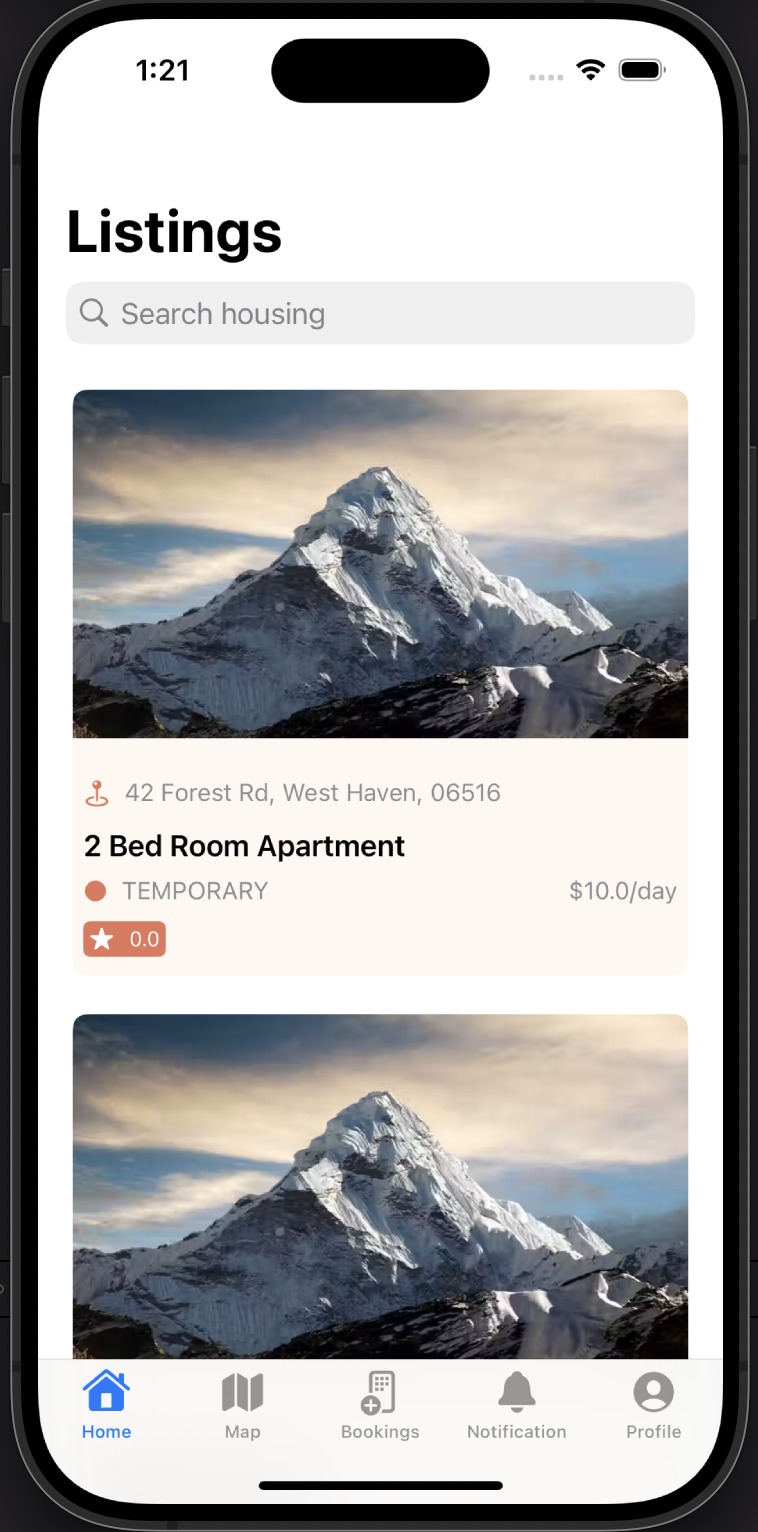 1:21
Listings
Search housing
42 Forest Rd, West Haven, 06516
2 Bed Room Apartment
TEMPORARY $10.0/day
0.0
Home Map Bookings Notification Profile